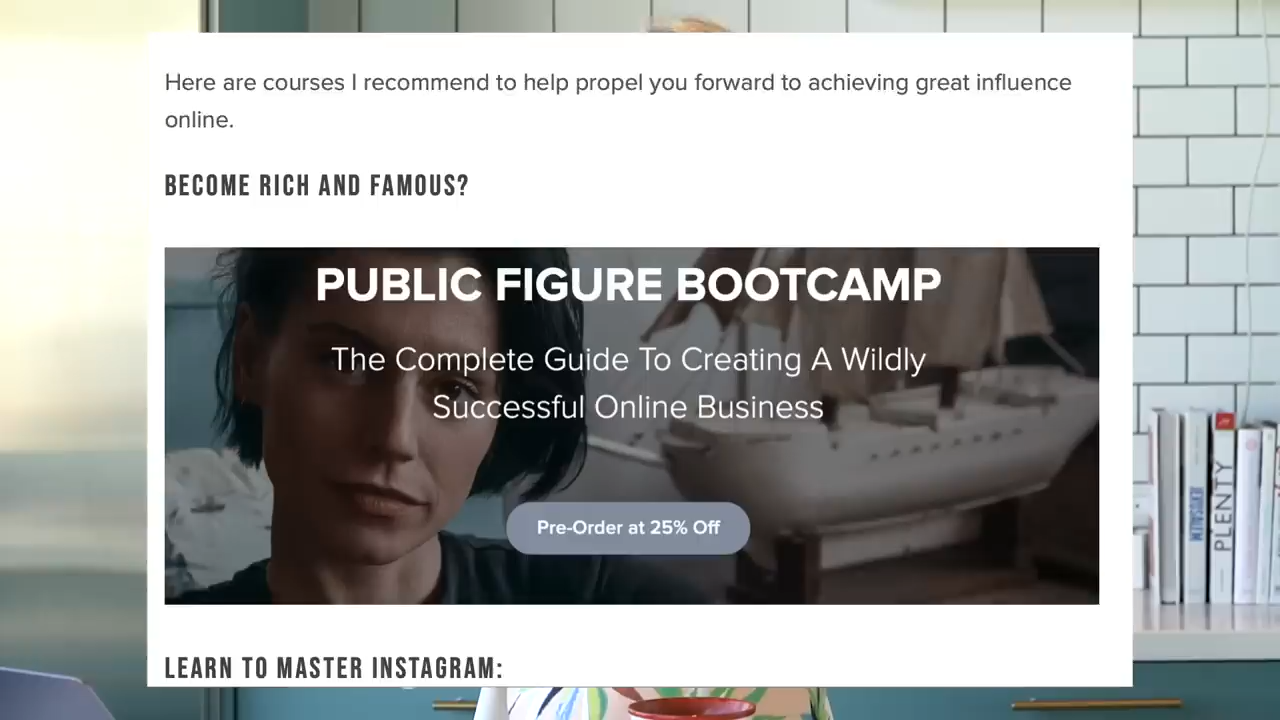 Here are courses I recommend to help propel you forward to achieving great influence
online.
BECOME RICH AND FAMOUS?
PUBLIC FIGURE BOOTCAMP
The Complete Guide To Creating A Wildly
Successful Online Business
Pre-Order at 25% Off
LEARN TO MASTER INSTAGRAM:
JERUSALEM
PLENTY